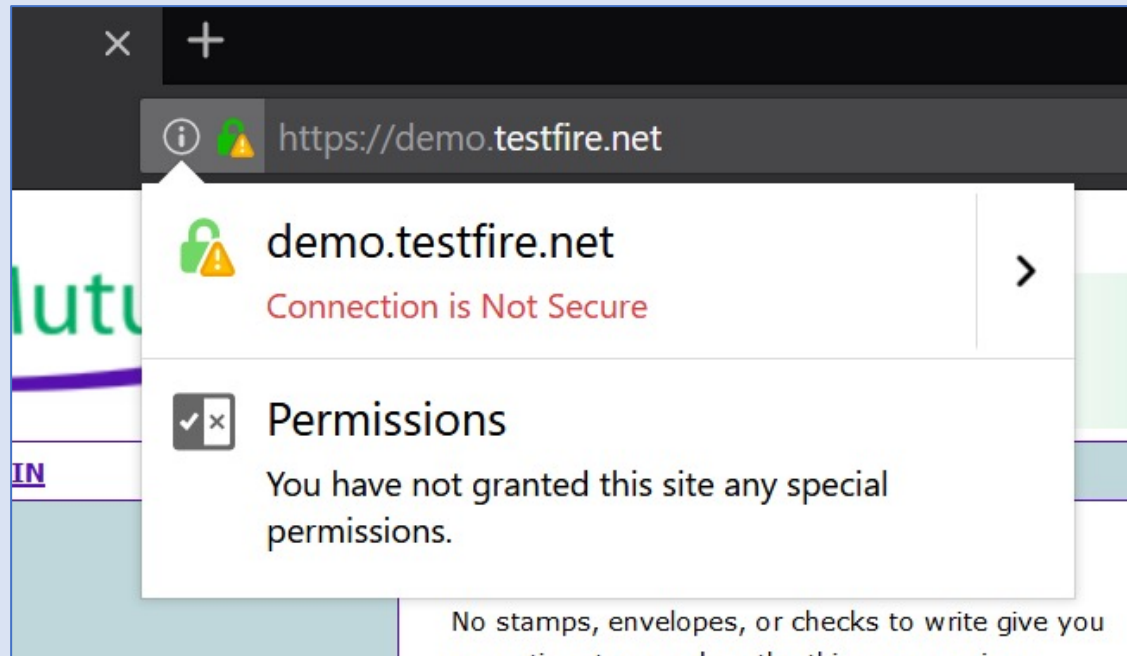 https://demo.testfire.net
demo.testfire.net
Connection is Not Secure
Permissions
You have not granted this site any special
permissions.
IN
No stamps, envelopes, or checks to write give you